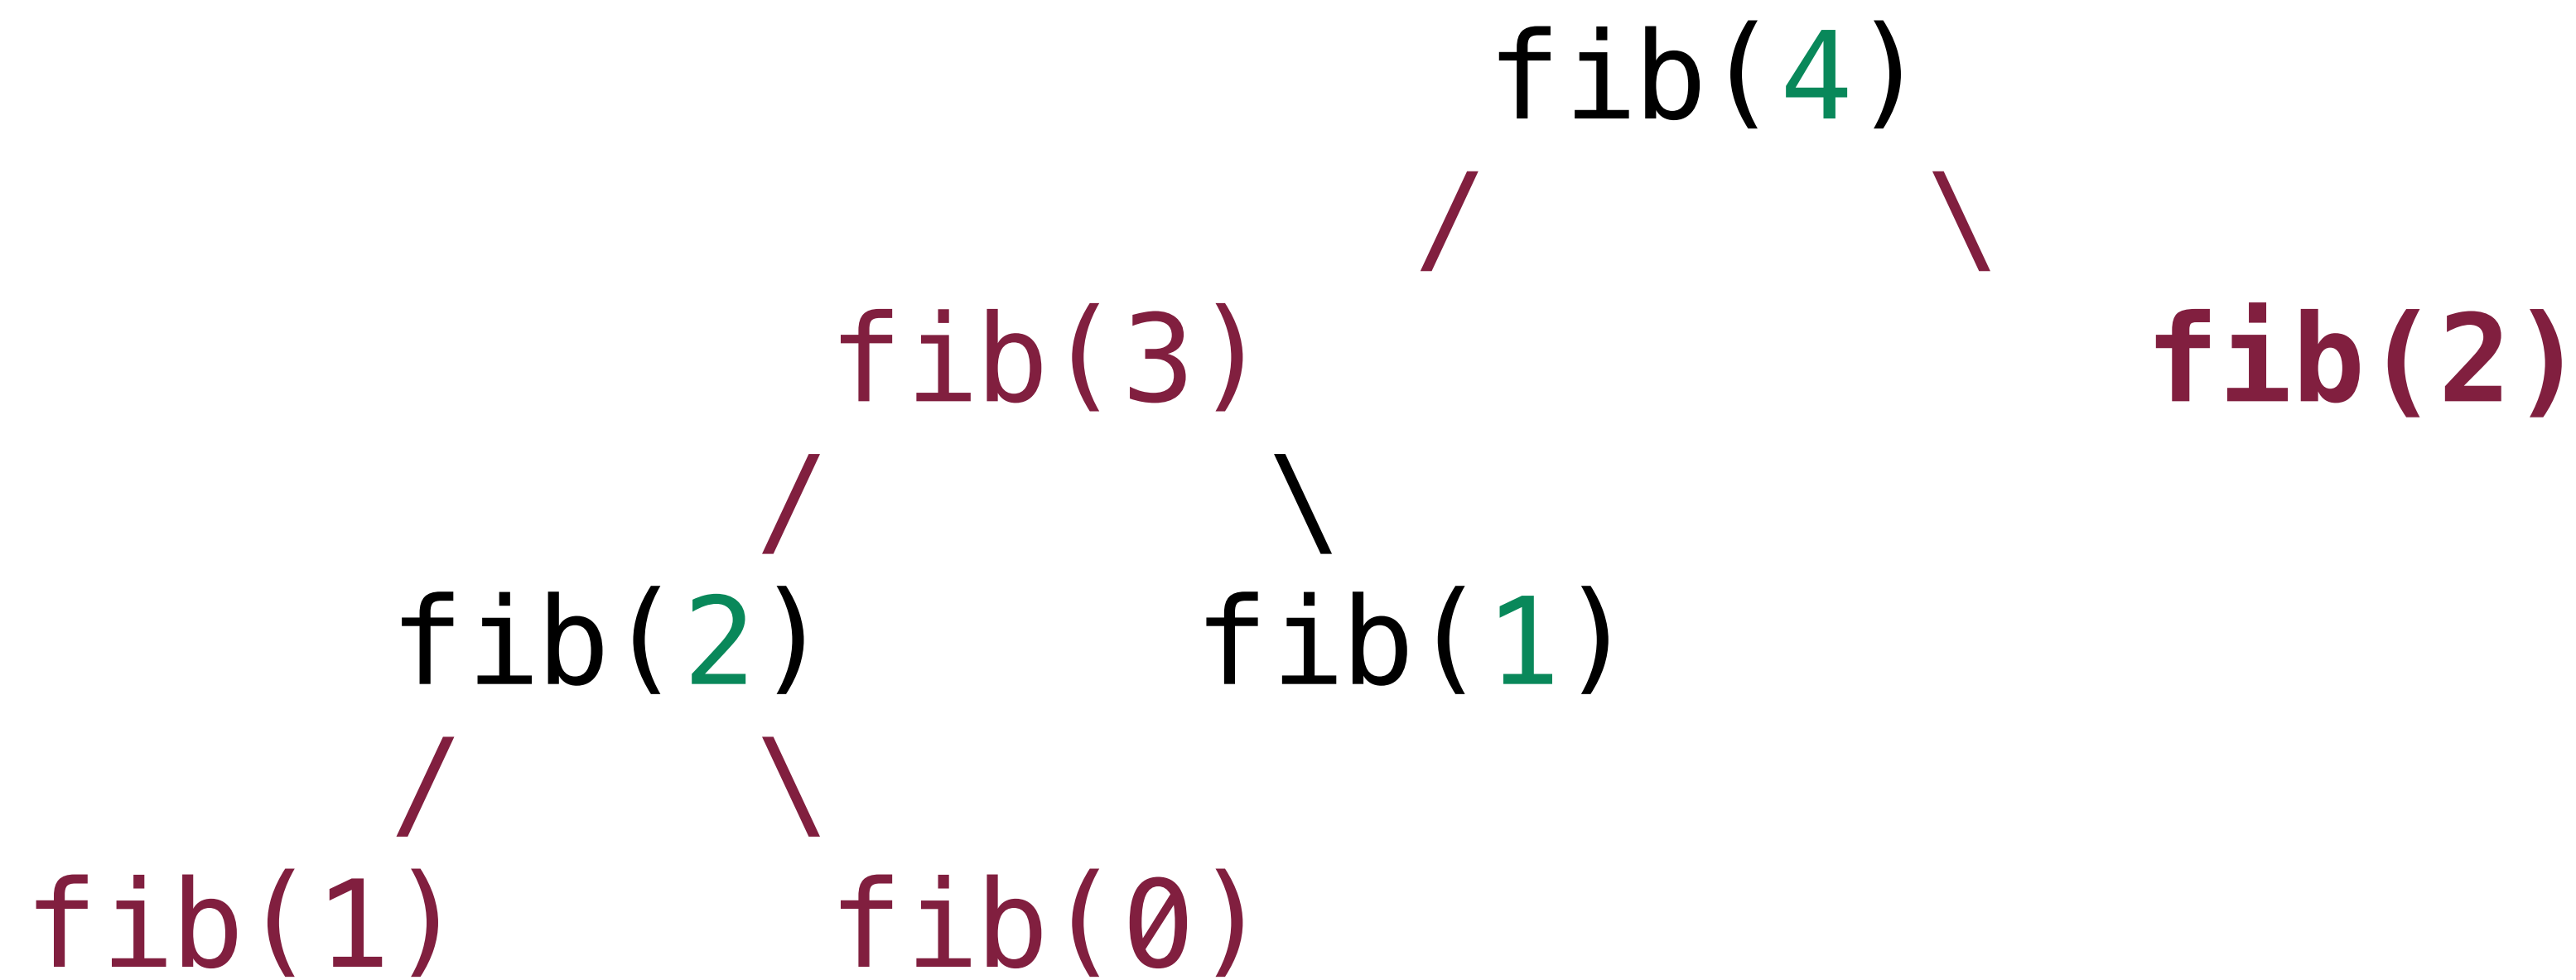 fib(4)
/ \
fib(3) fib(2)
/ \
fib(2) fib(1)
/ \
fib(1) fib(0)